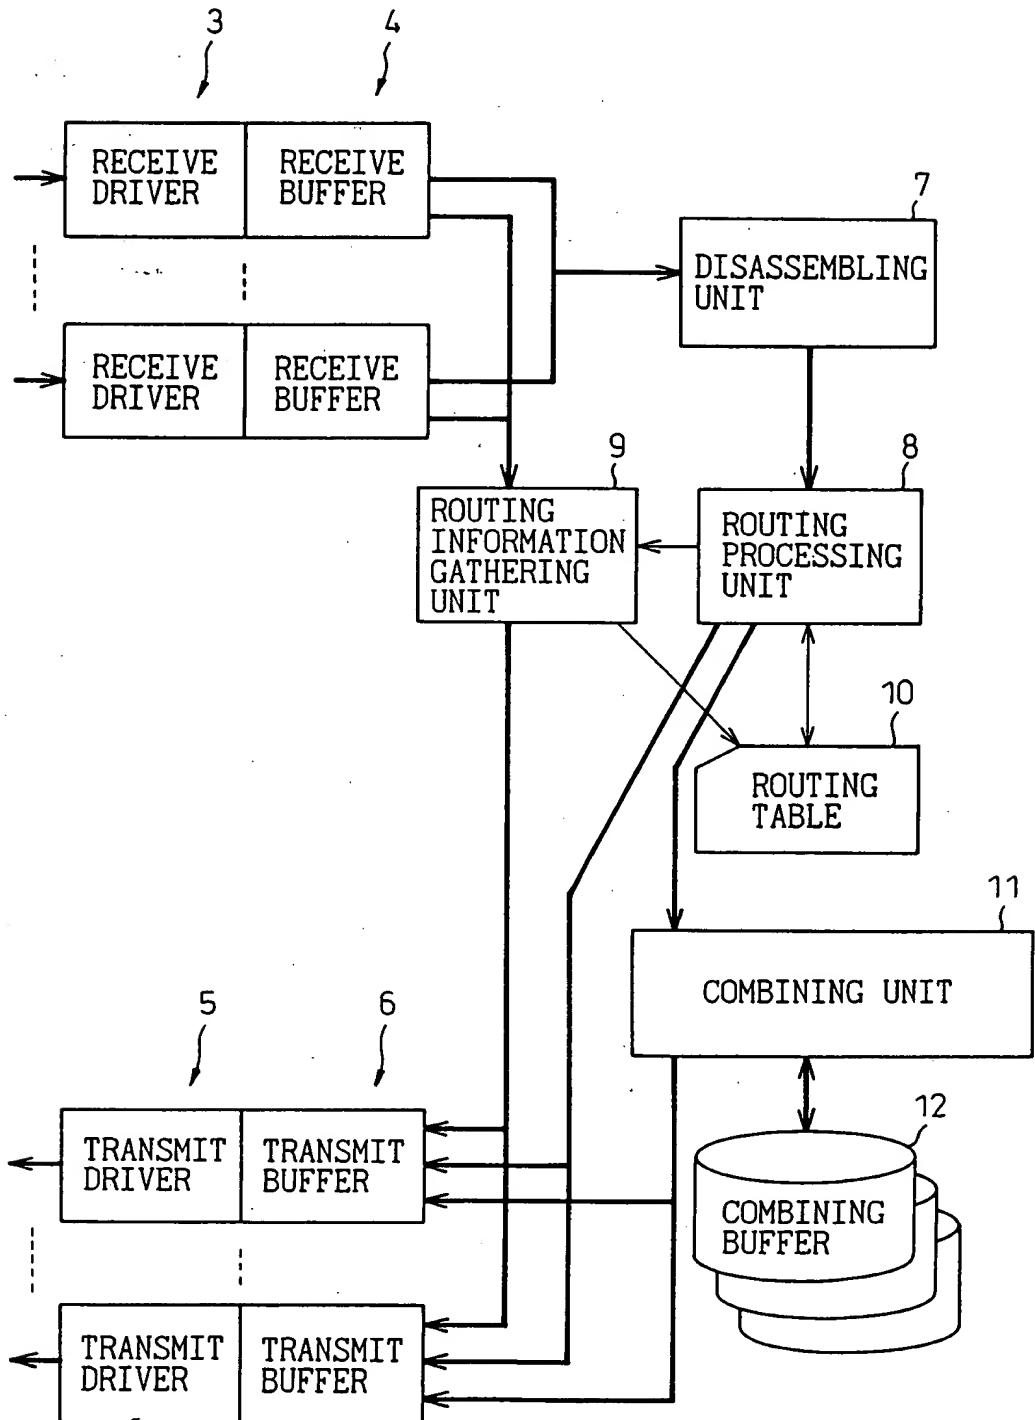 3
4
RECEIVE
DRIVER
RECEIVE
BUFFER
7
DISASSEMBLING
UNIT
RECEIVE
DRIVER
RECEIVE
BUFFER
9
8
ROUTING
INFORMATION
GATHERING
UNIT
ROUTING
PROCESSING
UNIT
10
ROUTING
TABLE
11
COMBINING UNIT
5
6
12
TRANSMIT
DRIVER
TRANSMIT
BUFFER
COMBINING
BUFFER
TRANSMIT
DRIVER
TRANSMIT
BUFFER